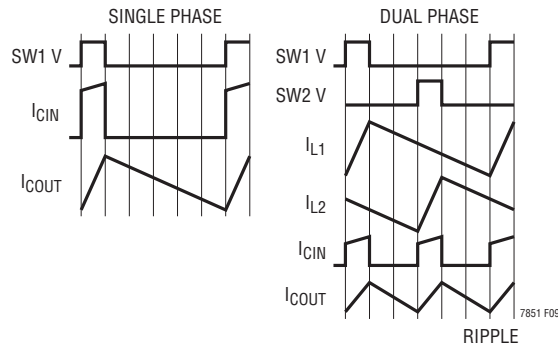 SINGLE PHASE
SW1 V
ICIN
ICOUT
DUAL PHASE
SW1 V
SW2 V
IL1
IL2
ICIN
ICOUT
7851 F09
RIPPLE